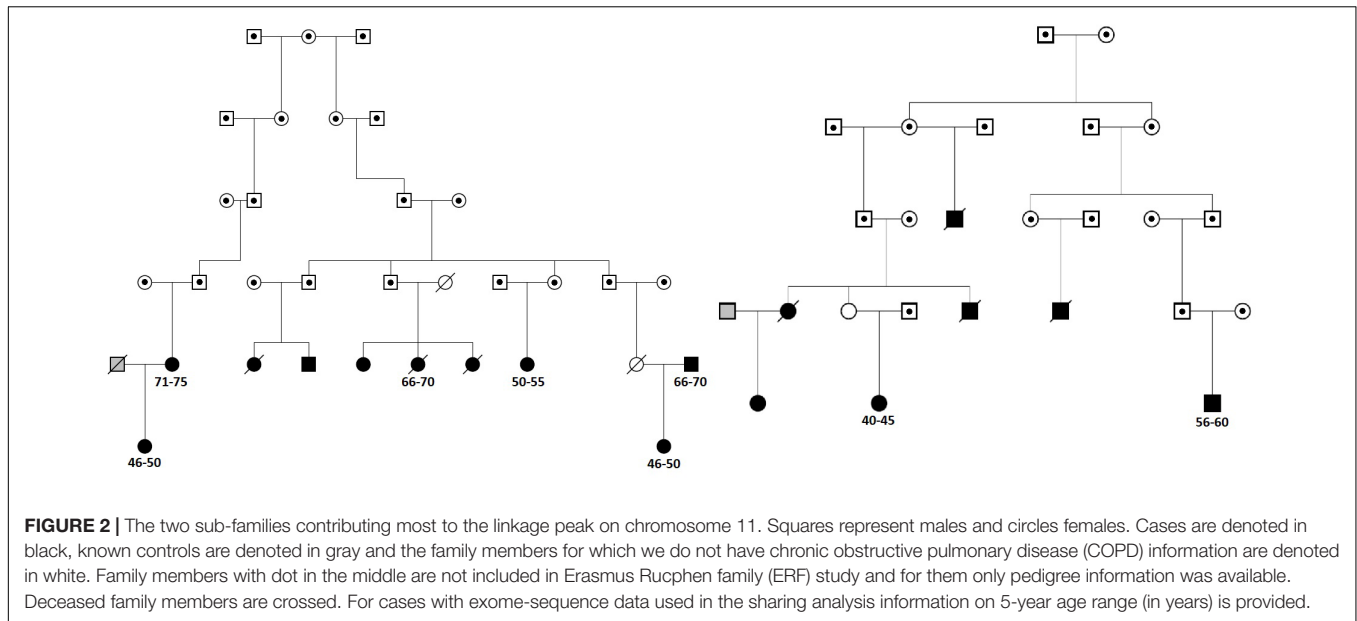 71-75
66-70
50-55
66-70
46-50
46-50
40-45
56-60
FIGURE 2 | The two sub-families contributing most to the linkage peak on chromosome 11. Squares represent males and circles females. Cases are denoted in
black, known controls are denoted in gray and the family members for which we do not have chronic obstructive pulmonary disease (COPD) information are denoted
in white. Family members with dot in the middle are not included in Erasmus Rucphen family (ERF) study and for them only pedigree information was available.
Deceased family members are crossed. For cases with exome-sequence data used in the sharing analysis information on 5-year age range (in years) is provided.